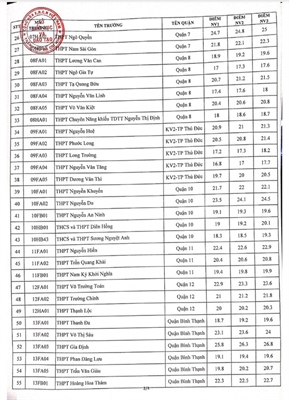 STT MÃ TRƯỜNG TÊN TRƯỜNG TÊN QUẬN ĐIỂM NV1 ĐIỂM NV2 ĐIỂM NV3
26 THPT Ngô Quyền Quận 7 24.7 24.8 25
27 THPT Nam Sài Gòn Quận 7 21.8 22.1 22.3
28 08FA01 THPT Lương Văn Can Quận 8 18.9 19.2 19.6
29 08FA02 THPT Ngô Gia Tự Quận 8 17 17.3 17.6
30 08FA03 THPT Tạ Quang Bửu Quận 8 20.7 21.2 21.5
31 08FA04 THPT Nguyễn Văn Linh Quận 8 17.4 17.6 18
32 08FA05 THPT Võ Văn Kiệt Quận 8 20.4 20.6 20.8
33 08HA01 THPT Chuyên Năng khiếu TDTT Nguyễn Thị Định Quận 8 18 18.6 18.7
34 09FA01 THPT Nguyễn Huệ KV2-TP Thủ Đức 20.9 21 21.5
35 09FA02 THPT Phước Long KV2-TP Thủ Đức 20.5 20.8 21.4
36 09FA03 THPT Long Trường KV2-TP Thủ Đức 17.2 17.5 18.2
37 09FA04 THPT Nguyễn Văn Tăng KV2-TP Thủ Đức 16.8 17 17.7
38 09FA05 THPT Dương Văn Thì KV2-TP Thủ Đức 19.7 20 20.5
39 10FA01 THPT Nguyễn Khuyến Quận 10 21.7 22 22.1
40 10FA02 THPT Nguyễn Du Quận 10 23.5 24.1 24.5
41 10FB01 THPT Nguyễn An Ninh Quận 10 19.1 19.3 19.6
42 10HB02 THCS và THPT Diên Hồng Quận 10 19 19.2 20.1
43 10HB03 THCS và THPT Sương Nguyệt Anh Quận 10 18.3 18.5 19.3
44 11FA01 THPT Nguyễn Hiền Quận 11 22.4 22.6 22.9
45 11FA02 THPT Trần Quang Khải Quận 11 20.4 20.6 20.8
46 11FB01 THPT Nam Kỳ Khởi Nghĩa Quận 11 19.4 19.8 19.9
47 12FA01 THPT Võ Trường Toản Quận 12 22.9 23.3 23.6
48 12FA02 THPT Trường Chinh Quận 12 21 21.2 21.8
49 12HA01 THPT Thạnh Lộc Quận 12 20 20.2 20.3
50 13FA01 THPT Thanh Đa Quận Bình Thạnh 18.7 19.2 19.6
51 13FA02 THPT Võ Thị Sáu Quận Bình Thạnh 23.1 23.6 24
52 13FA03 THPT Gia Định Quận Bình Thạnh 25.8 26.3 26.8
53 13FA04 THPT Phan Đăng Lưu Quận Bình Thạnh 19.1 19.4 19.6
54 13FA05 THPT Trần Văn Giàu Quận Bình Thạnh 19.8 20.2 20.4
55 13FB01 THPT Hoàng Hoa Thám Quận Bình Thạnh 22.3 22.5 22.7